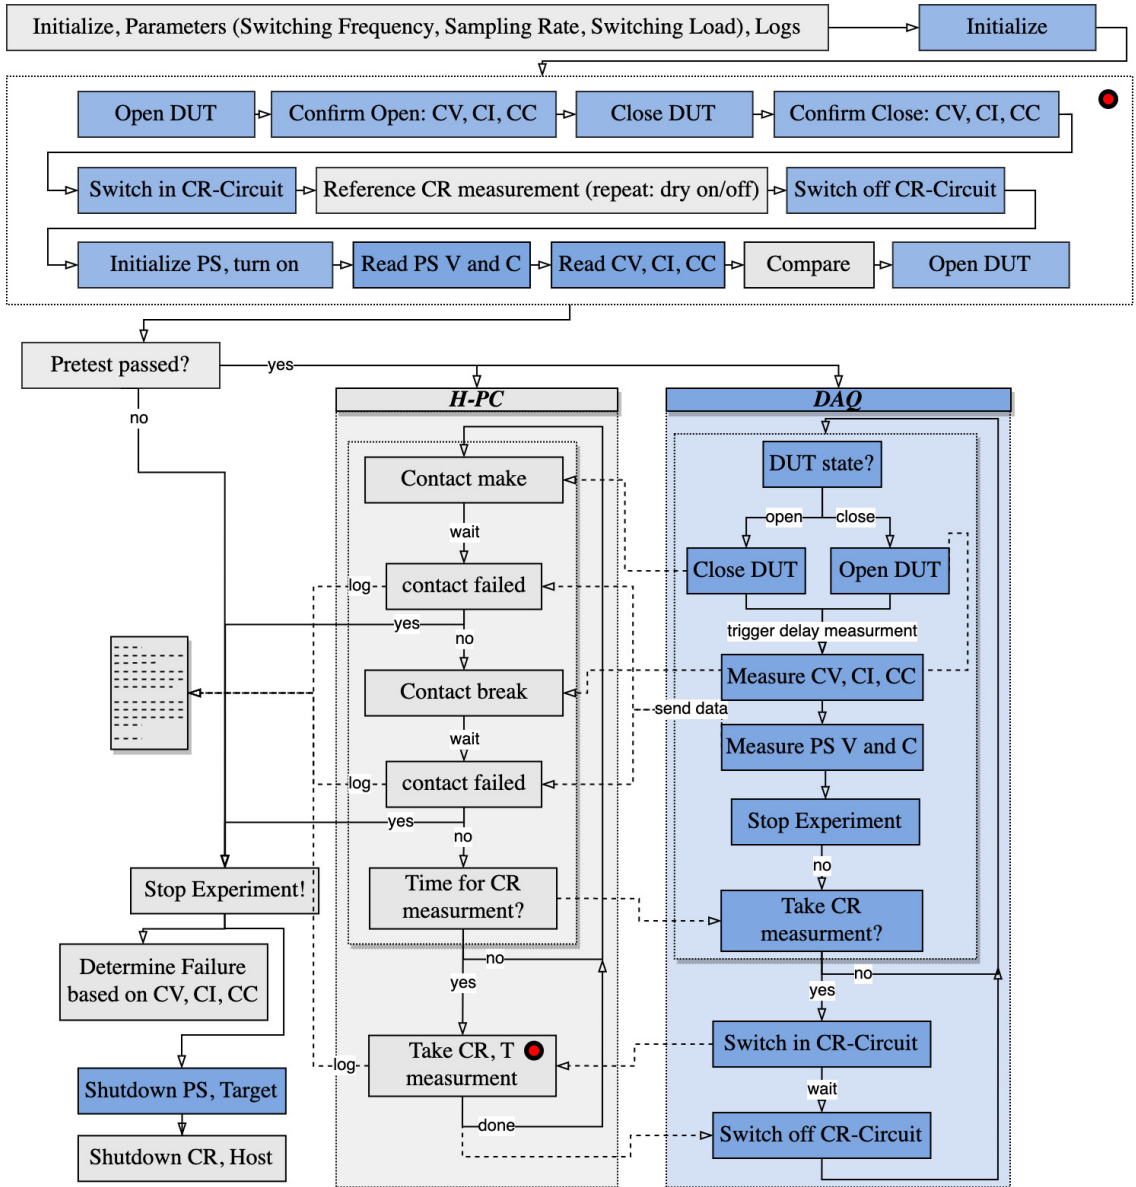 Initialize, Parameters (Switching Frequency, Sampling Rate, Switching Load), Logs
Initialize
Open DUT
Confirm Open: CV, CI, CC
Close DUT
Confirm Close: CV, CI, CC
Switch in CR-Circuit
Reference CR measurement (repeat: dry on/off)
Switch off CR-Circuit
Initialize PS, turn on
Read PS V and C
Read CV, CI, CC
Compare
Open DUT
Pretest passed?
yes
no
H-PC
Contact make
wait
contact failed
log
yes
no
Contact break
wait
contact failed
log
yes
no
Time for CR
measurment?
no
yes
Take CR, T
measurment
log
done
DAQ
DUT state?
open
close
Close DUT
Open DUT
trigger delay measurment
Measure CV, CI, CC
send data
Measure PS V and C
Stop Experiment
no
Take CR
measurment?
no
yes
Switch in CR-Circuit
wait
Switch off CR-Circuit
Stop Experiment!
Determine Failure
based on CV, CI, CC
Shutdown PS, Target
Shutdown CR, Host